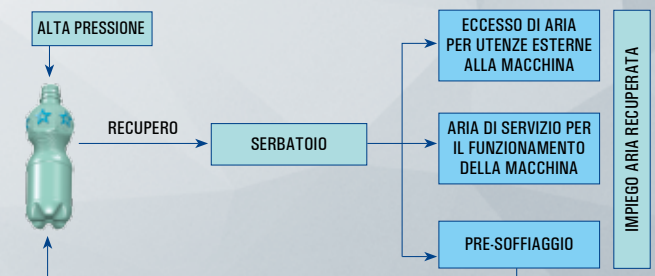 ALTA PRESSIONE
RECUPERO
SERBATOIO
ECCESSO DI ARIA
PER UTENZE ESTERNE
ALLA MACCHINA
ARIA DI SERVIZIO PER
IL FUNZIONAMENTO
DELLA MACCHINA
PRE-SOFFIAGGIO
IMPIEGO ARIA RECUPERATA